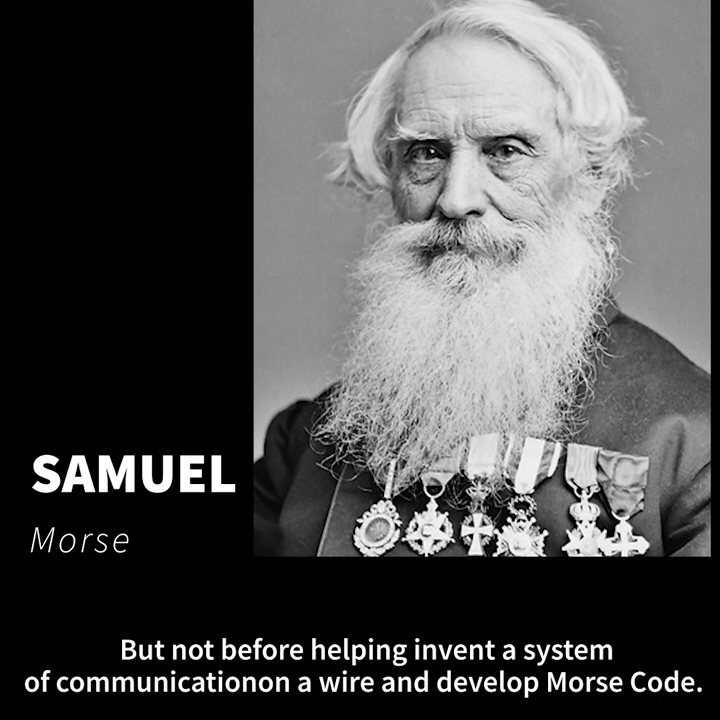 SAMUEL
Morse
But not before helping invent a system
of communicationon a wire and develop Morse Code.